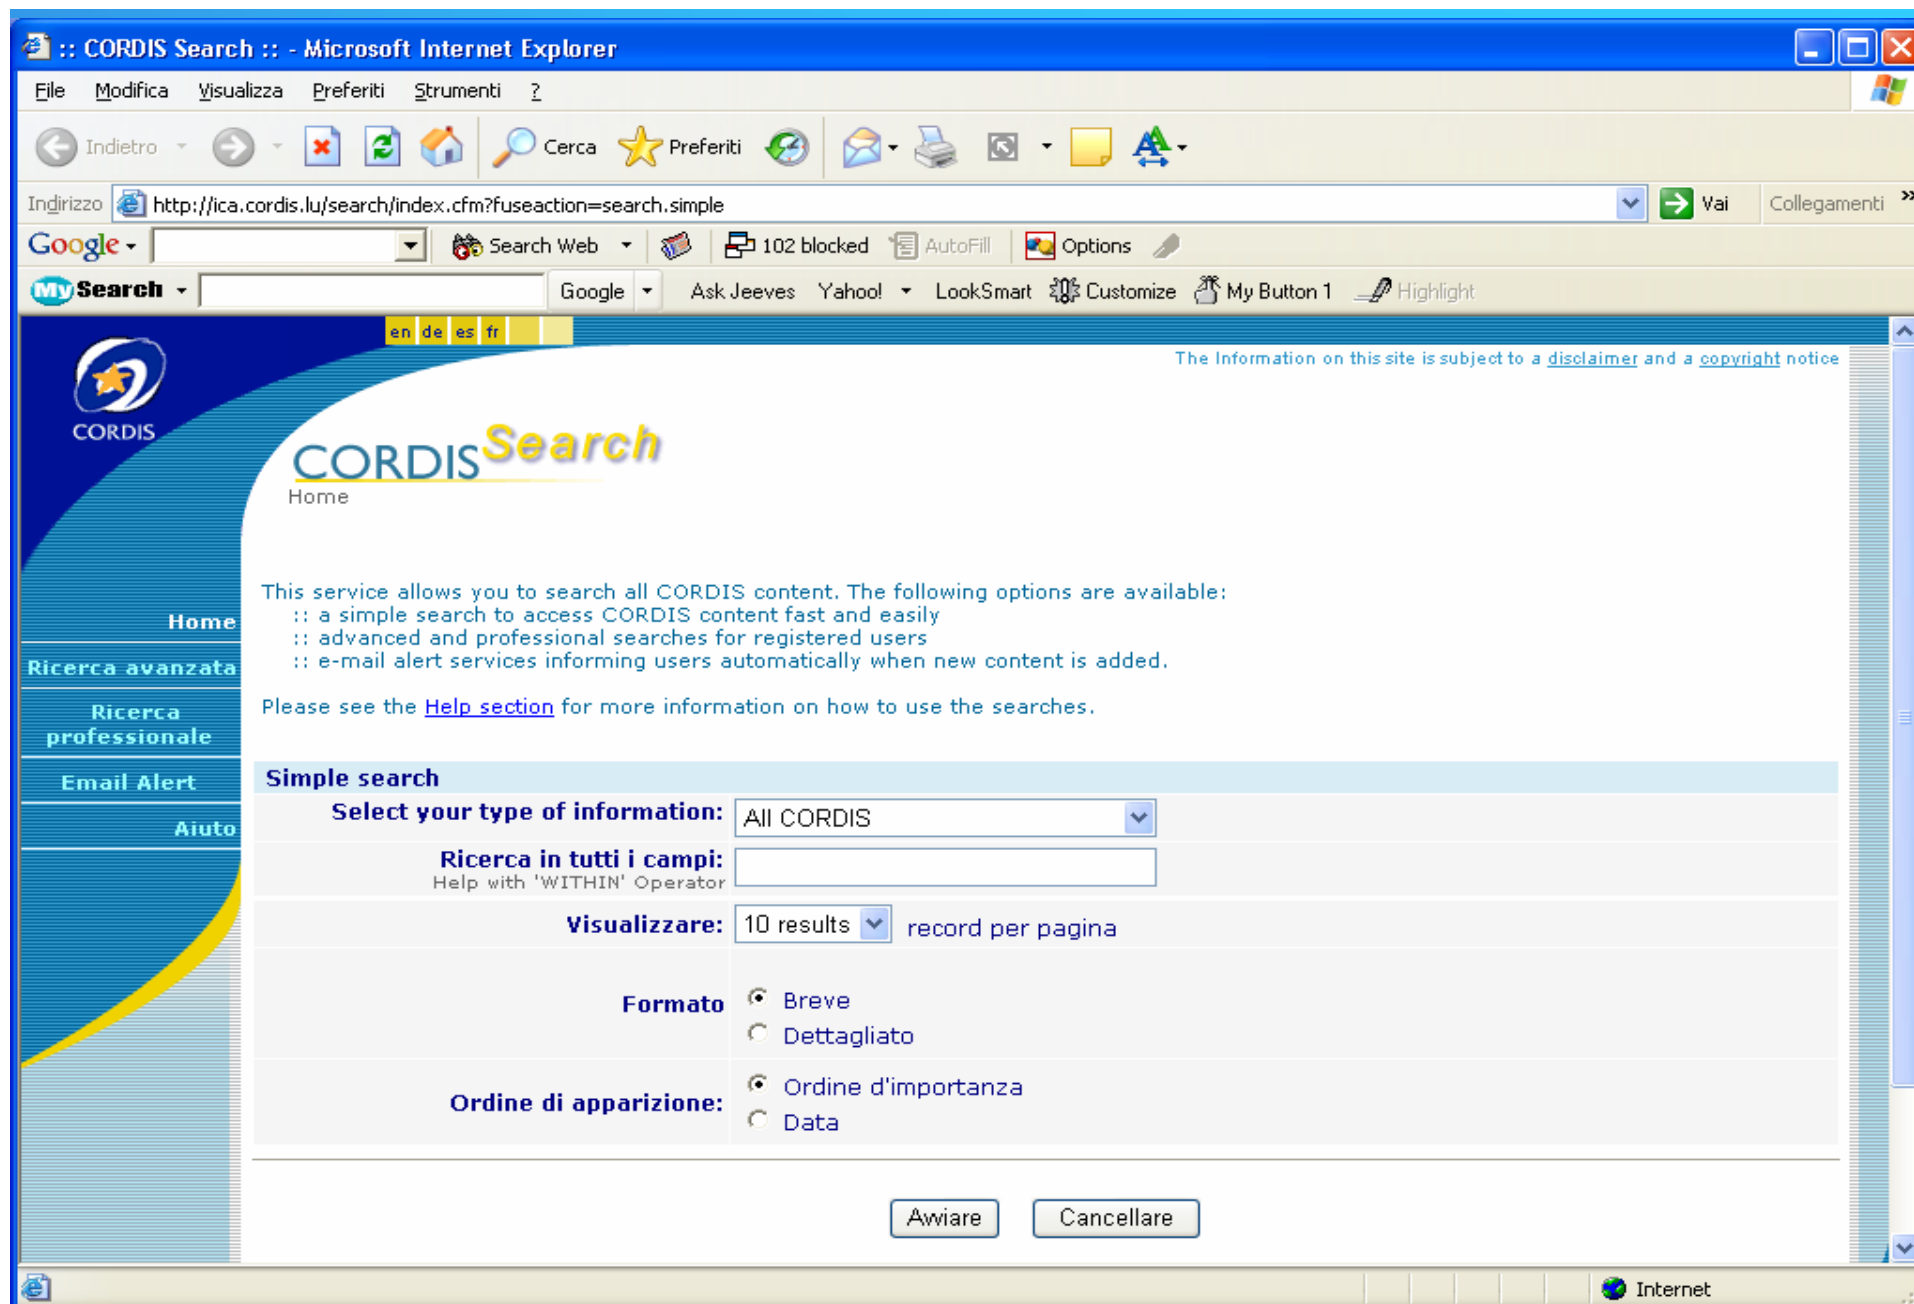 :: CORDIS Search :: - Microsoft Internet Explorer
File Modifica Visualizza Preferiti Strumenti ?
Indietro Cerca Preferiti
Indirizzo http://ica.cordis.lu/search/index.cfm?fuseaction=search.simple Vai Collegamenti »
Google Search Web 102 blocked AutoFill Options
My Search Google Ask Jeeves Yahoo! LookSmart Customize My Button 1 Highlight
en de es fr
The Information on this site is subject to a disclaimer and a copyright notice
CORDIS
CORDIS Search
Home
This service allows you to search all CORDIS content. The following options are available:
:: a simple search to access CORDIS content fast and easily
:: advanced and professional searches for registered users
:: e-mail alert services informing users automatically when new content is added.
Please see the Help section for more information on how to use the searches.
Home
Ricerca avanzata
Ricerca
professionale
Email Alert
Aiuto
Simple search
Select your type of information: All CORDIS
Ricerca in tutti i campi:
Help with 'WITHIN' Operator
Visualizzare: 10 results record per pagina
Formato
Breve
Dettagliato
Ordine di apparizione:
Ordine d'importanza
Data
Avviare Cancellare
Internet